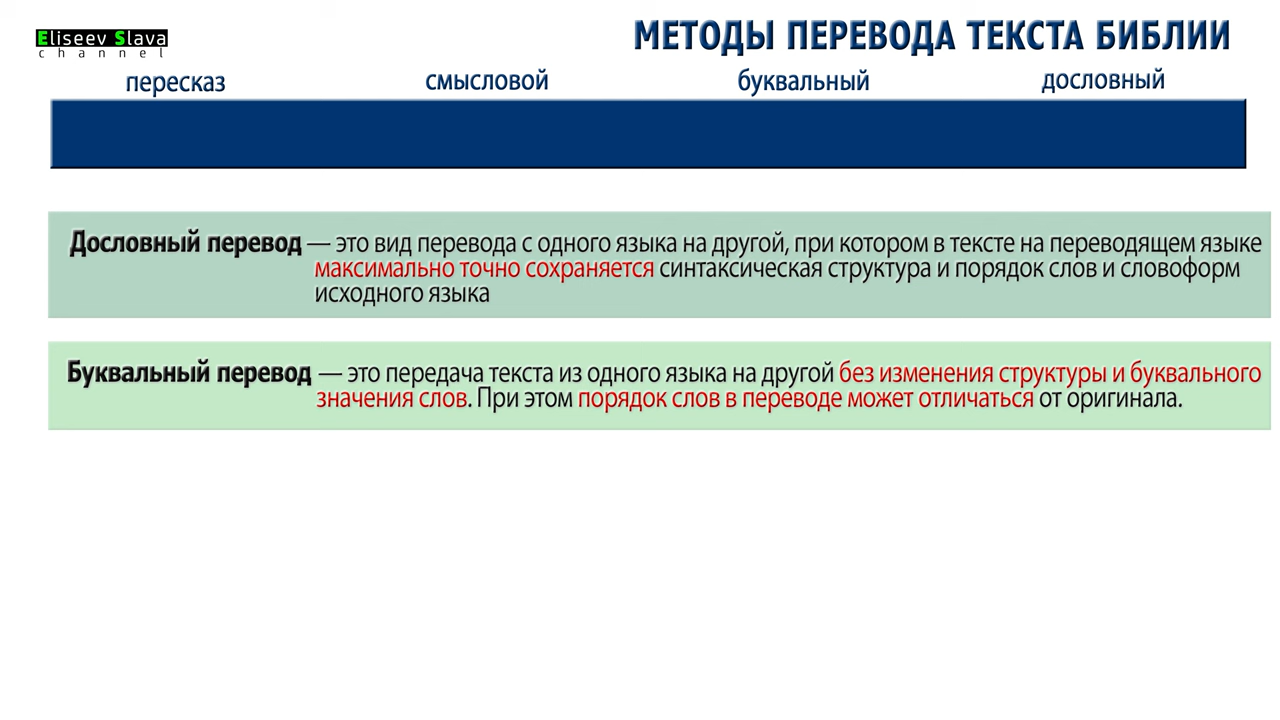 Eliseev Slava
channel
МЕТОДЫ ПЕРЕВОДА ТЕКСТА БИБЛИИ
пересказ смысловой буквальный дословный
Дословный перевод — это вид перевода с одного языка на другой, при котором в тексте на переводящем языке
максимально точно сохраняется синтаксическая структура и порядок слов и словоформ
исходного языка
Буквальный перевод — это передача текста из одного языка на другой без изменения структуры и буквального
значения слов. При этом порядок слов в переводе может отличаться от оригинала.